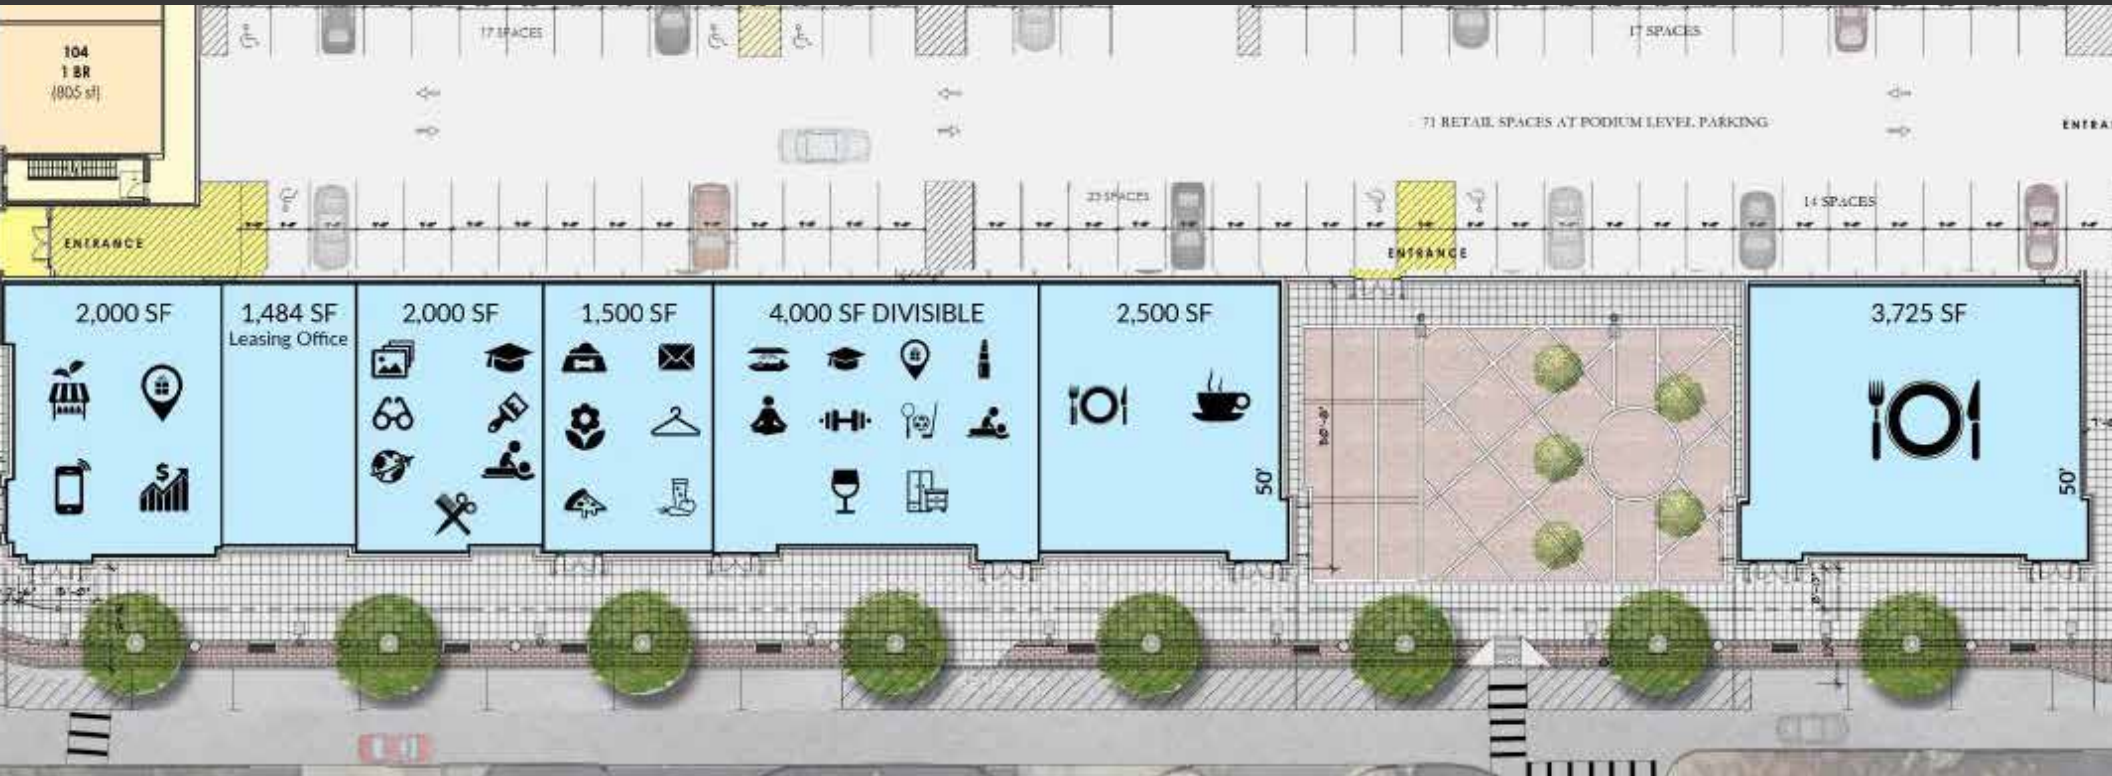 104
1 BR
(805 sf)
17 SPACES
17 SPACES
71 RETAIL SPACES AT PODIUM LEVEL PARKING
ENTRA
23 SPACES
14 SPACES
ENTRANCE
ENTRANCE
2,000 SF
1,484 SF
Leasing Office
2,000 SF
1,500 SF
4,000 SF DIVISIBLE
2,500 SF
3,725 SF
$
50'
50'